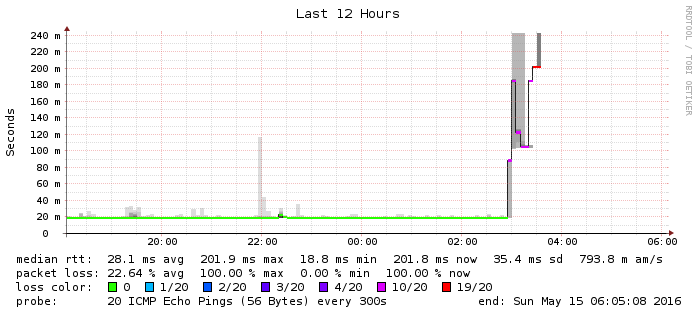 Last 12 Hours
RRDTOOL / TOBI OETIKER
Seconds
240 m
220 m
200 m
180 m
160 m
140 m
120 m
100 m
80 m
60 m
40 m
20 m
0
20:00 22:00 00:00 02:00 04:00 06:00
median rtt: 28.1 ms avg 201.9 ms max 18.8 ms min 201.8 ms now 35.4 ms sd 793.8 m am/s
packet loss: 22.64 % avg 100.00 % max 0.00 % min 100.00 % now
loss color: 0 1/20 2/20 3/20 4/20 10/20 19/20
probe: 20 ICMP Echo Pings (56 Bytes) every 300s end: Sun May 15 06:05:08 2016